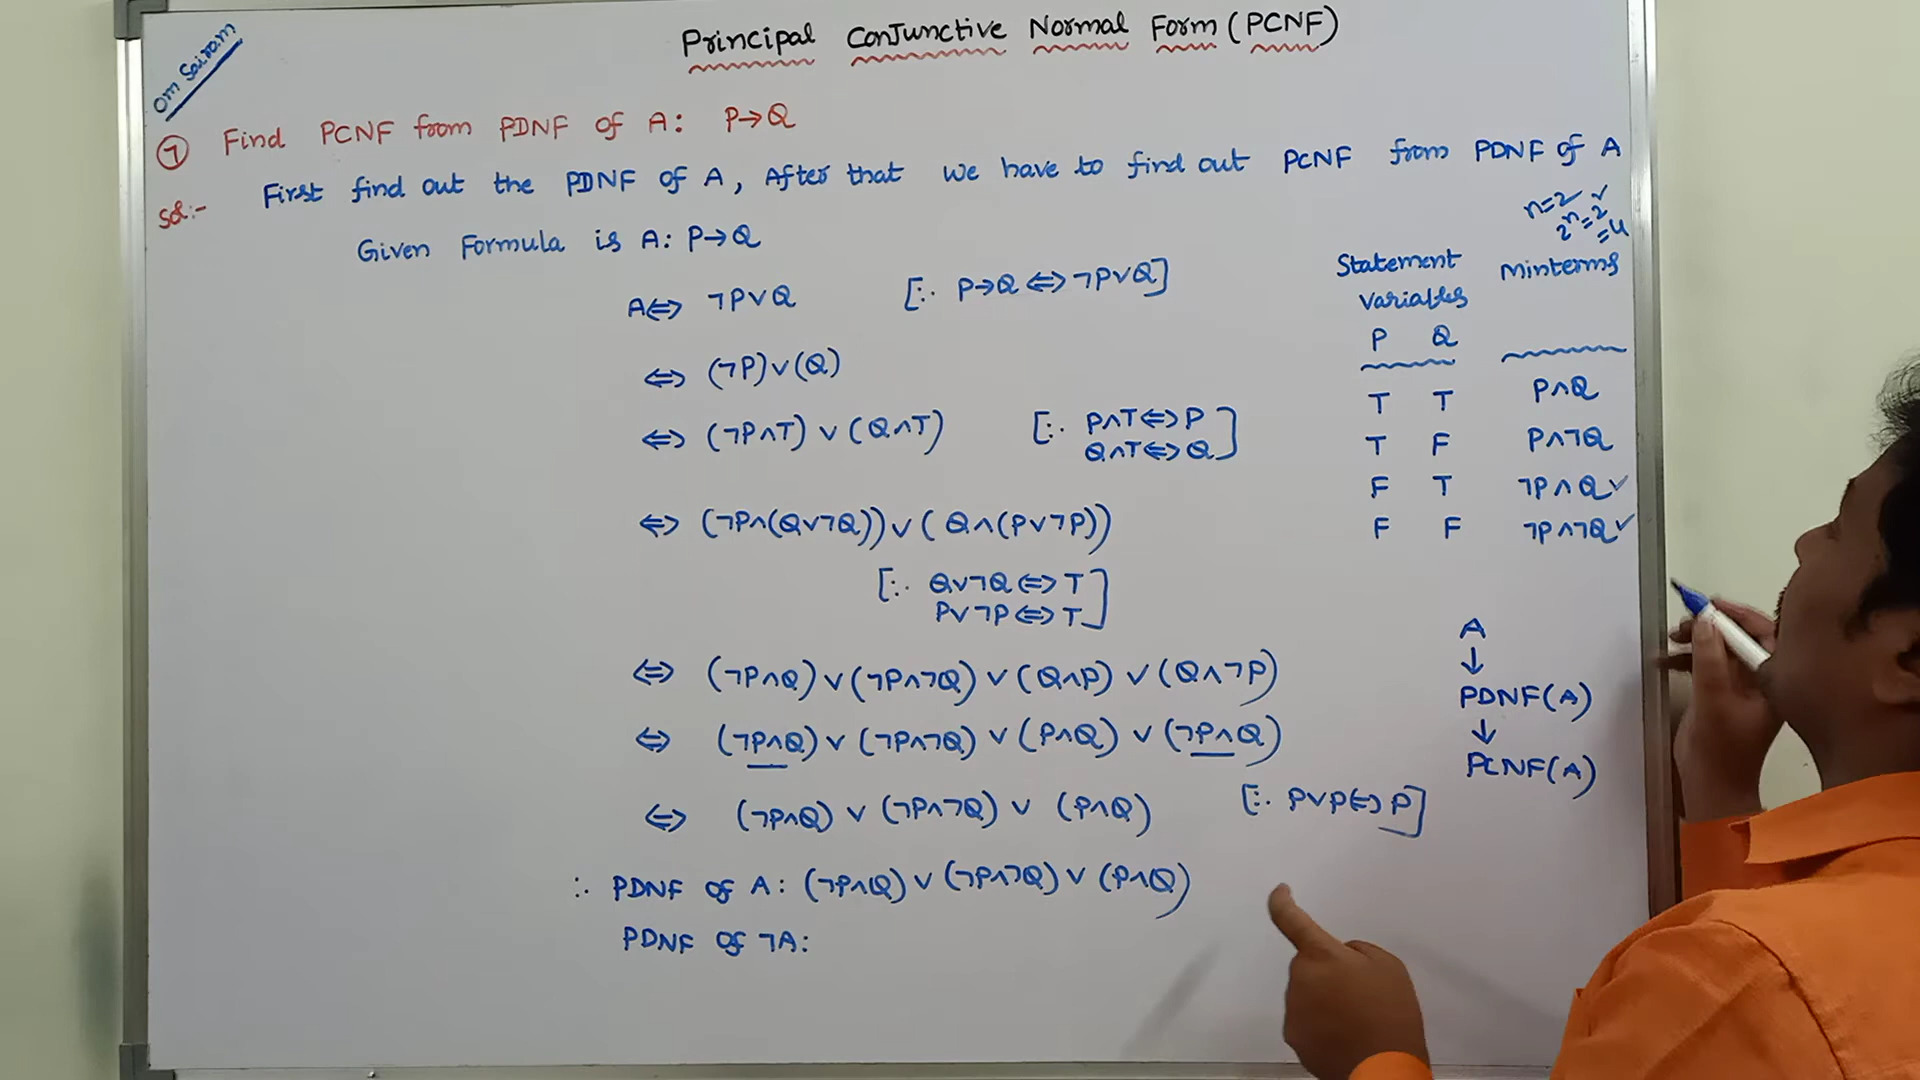 Principal Conjunctive Normal Form (PCNF)
Om Sairam
7 Find PCNF from PDNF of A: P→Q
Sol:- First find out the PDNF of A, After that we have to find out PCNF from PDNF of A
Given Formula is A: P→Q
A⇔ ¬P∨Q [∵ P→Q ⇔ ¬P∨Q]
⇔ (¬P)∨(Q)
⇔ (¬P∧T) ∨ (Q∧T) [∵ P∧T⇔P
Q∧T⇔Q]
⇔ (¬P∧(Q∨¬Q))∨(Q∧(P∨¬P))
[∵ Q∨¬Q ⇔ T
P∨¬P ⇔ T]
⇔ (¬P∧Q)∨(¬P∧¬Q) ∨ (Q∧P) ∨ (Q∧¬P)
⇔ (¬P∧Q) ∨ (¬P∧¬Q) ∨ (P∧Q) ∨ (¬P∧Q)
⇔ (¬P∧Q) ∨ (¬P∧¬Q) ∨ (P∧Q) [∵ P∨P⇔P]
∴ PDNF of A: (¬P∧Q) ∨ (¬P∧¬Q) ∨ (P∧Q)
PDNF of ¬A:
n=2 ✓
2ⁿ=2²
=4
Statement Minterms
Variables
P Q
T T P∧Q
T F P∧¬Q
F T ¬P∧Q✓
F F ¬P∧¬Q✓
A
↓
PDNF(A)
↓
PCNF(A)